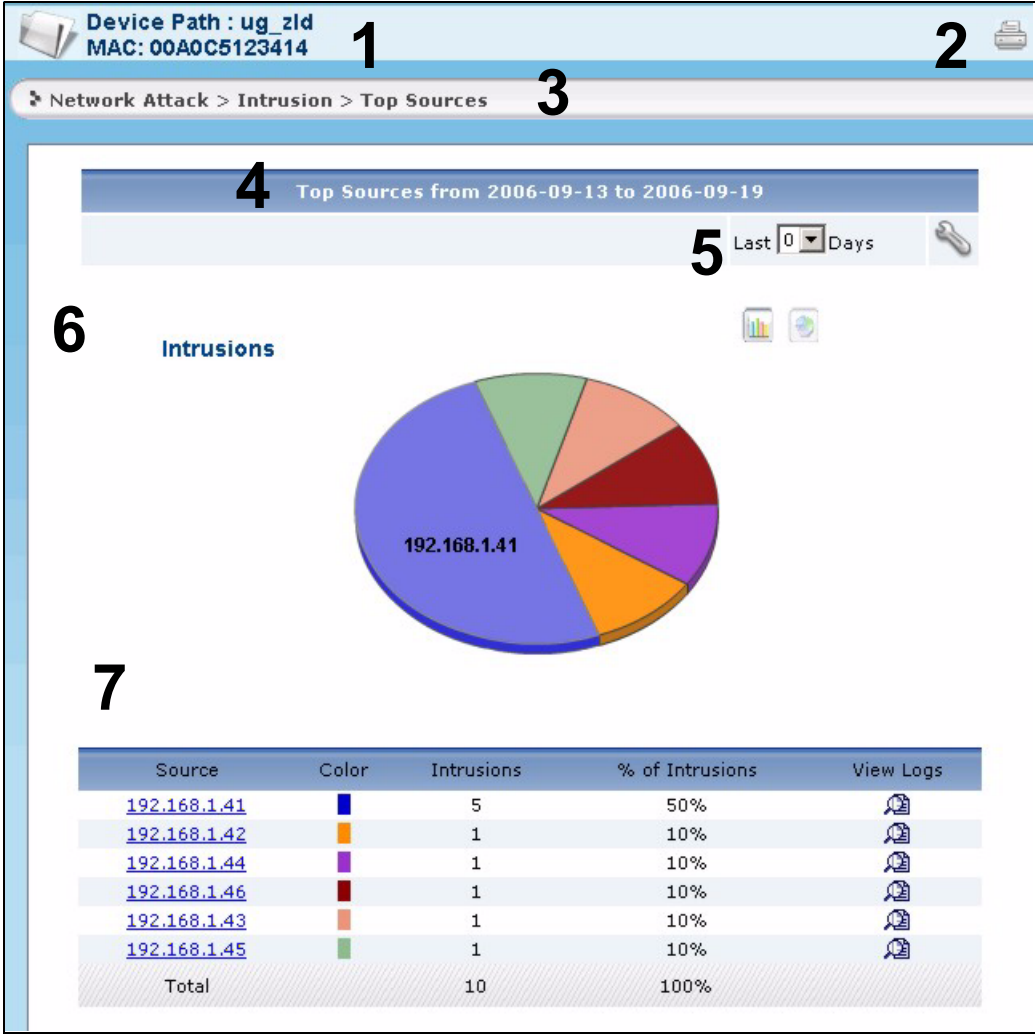 Device Path : ug_zld
MAC: 00A0C5123414
1
2
Network Attack > Intrusion > Top Sources
3
4
Top Sources from 2006-09-13 to 2006-09-19
5
Last 0 Days
6
Intrusions
192.168.1.41
7
Source Color Intrusions % of Intrusions View Logs
192.168.1.41 5 50%
192.168.1.42 1 10%
192.168.1.44 1 10%
192.168.1.46 1 10%
192.168.1.43 1 10%
192.168.1.45 1 10%
Total 10 100%